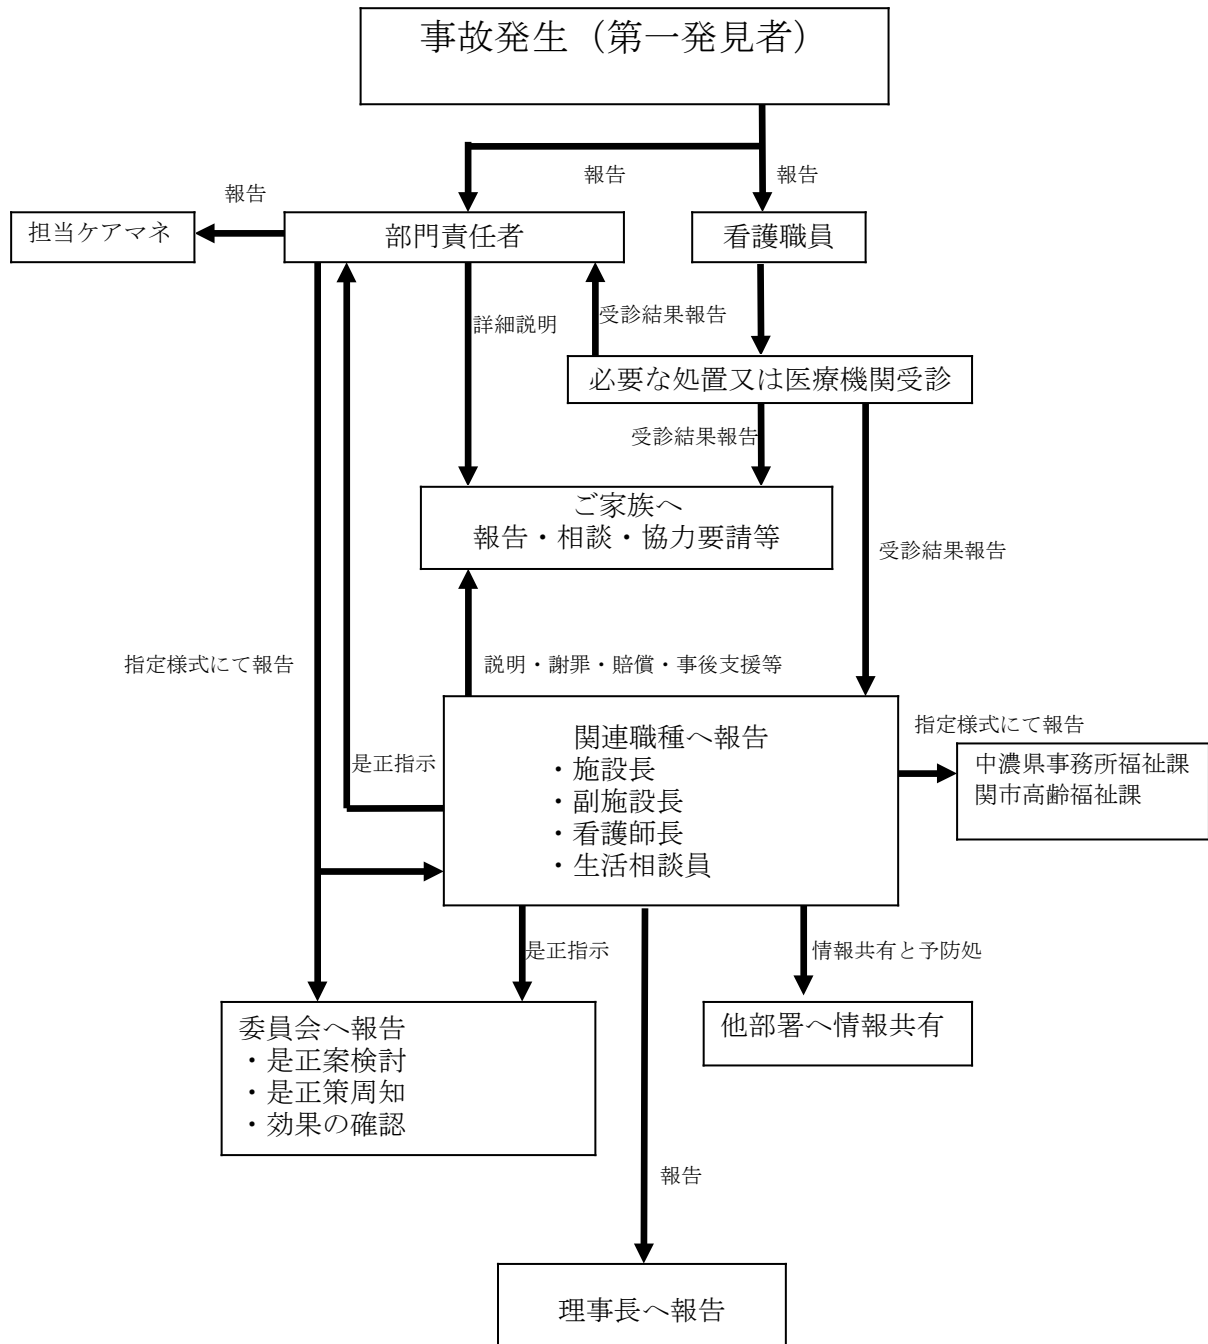 事故発生（第一発見者）
報告
報告
報告
担当ケアマネ
部門責任者
看護職員
詳細説明
受診結果報告
必要な処置又は医療機関受診
受診結果報告
ご家族へ
報告・相談・協力要請等
受診結果報告
指定様式にて報告
説明・謝罪・賠償・事後支援等
指定様式にて報告
是正指示
関連職種へ報告
・施設長
・副施設長
・看護師長
・生活相談員
中濃県事務所福祉課
関市高齢福祉課
是正指示
情報共有と予防処
委員会へ報告
・是正案検討
・是正策周知
・効果の確認
他部署へ情報共有
報告
理事長へ報告